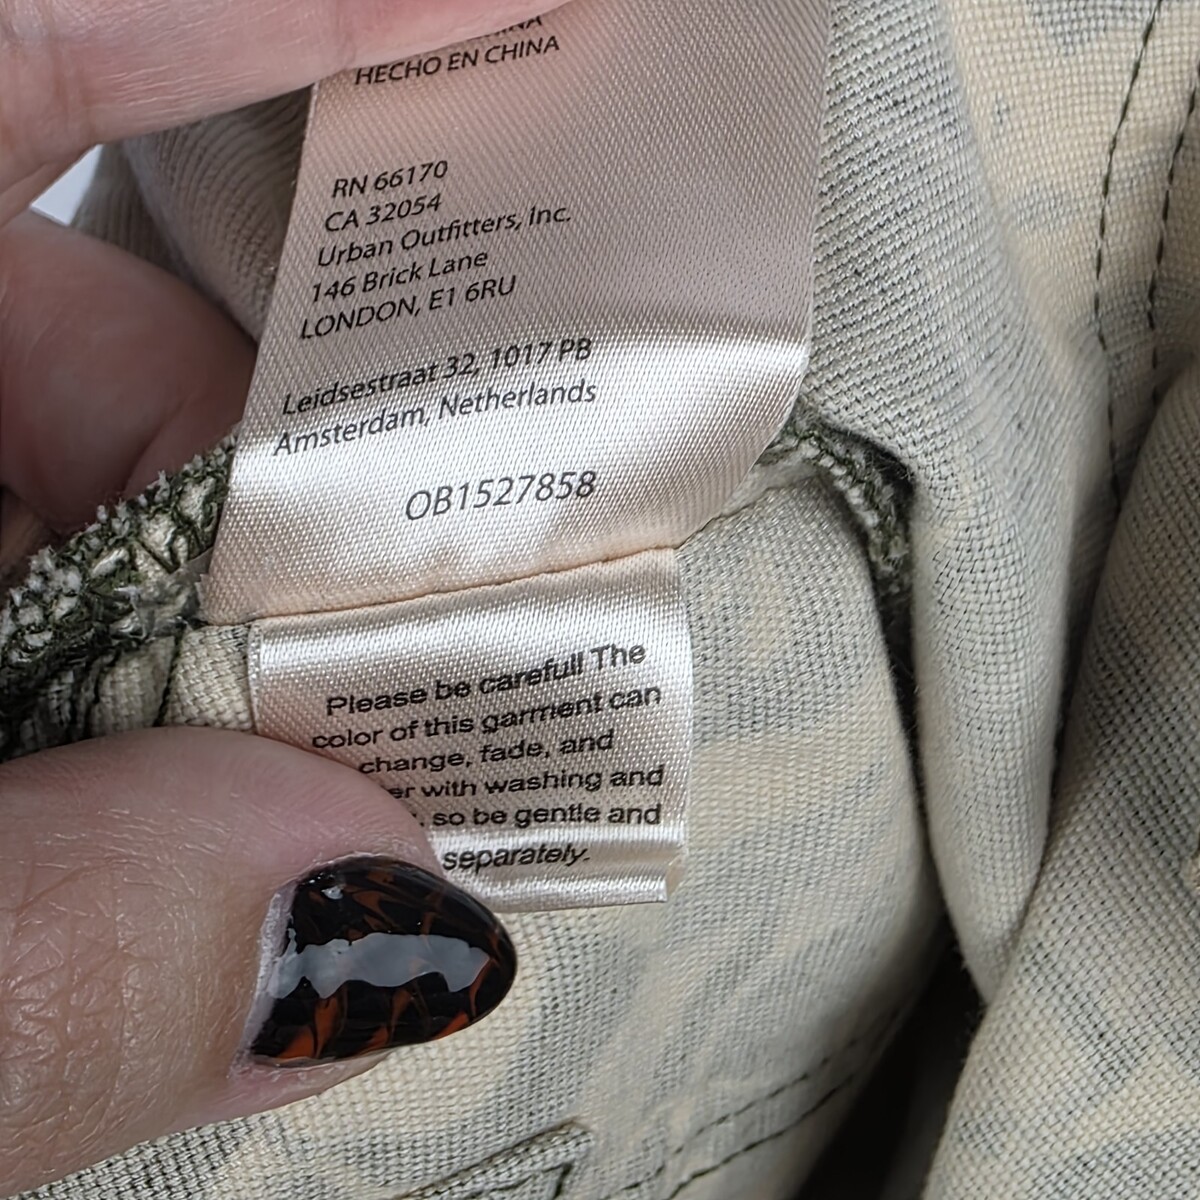 HECHO EN CHINA
RN 66170
CA 32054
Urban Outfitters, Inc.
146 Brick Lane
LONDON, E1 6RU
Leidsestraat 32, 1017 PB
Amsterdam, Netherlands
OB1527858
Please be carefull The
color of this garment can
change, fade, and
with washing and
so be gentle and
separately.